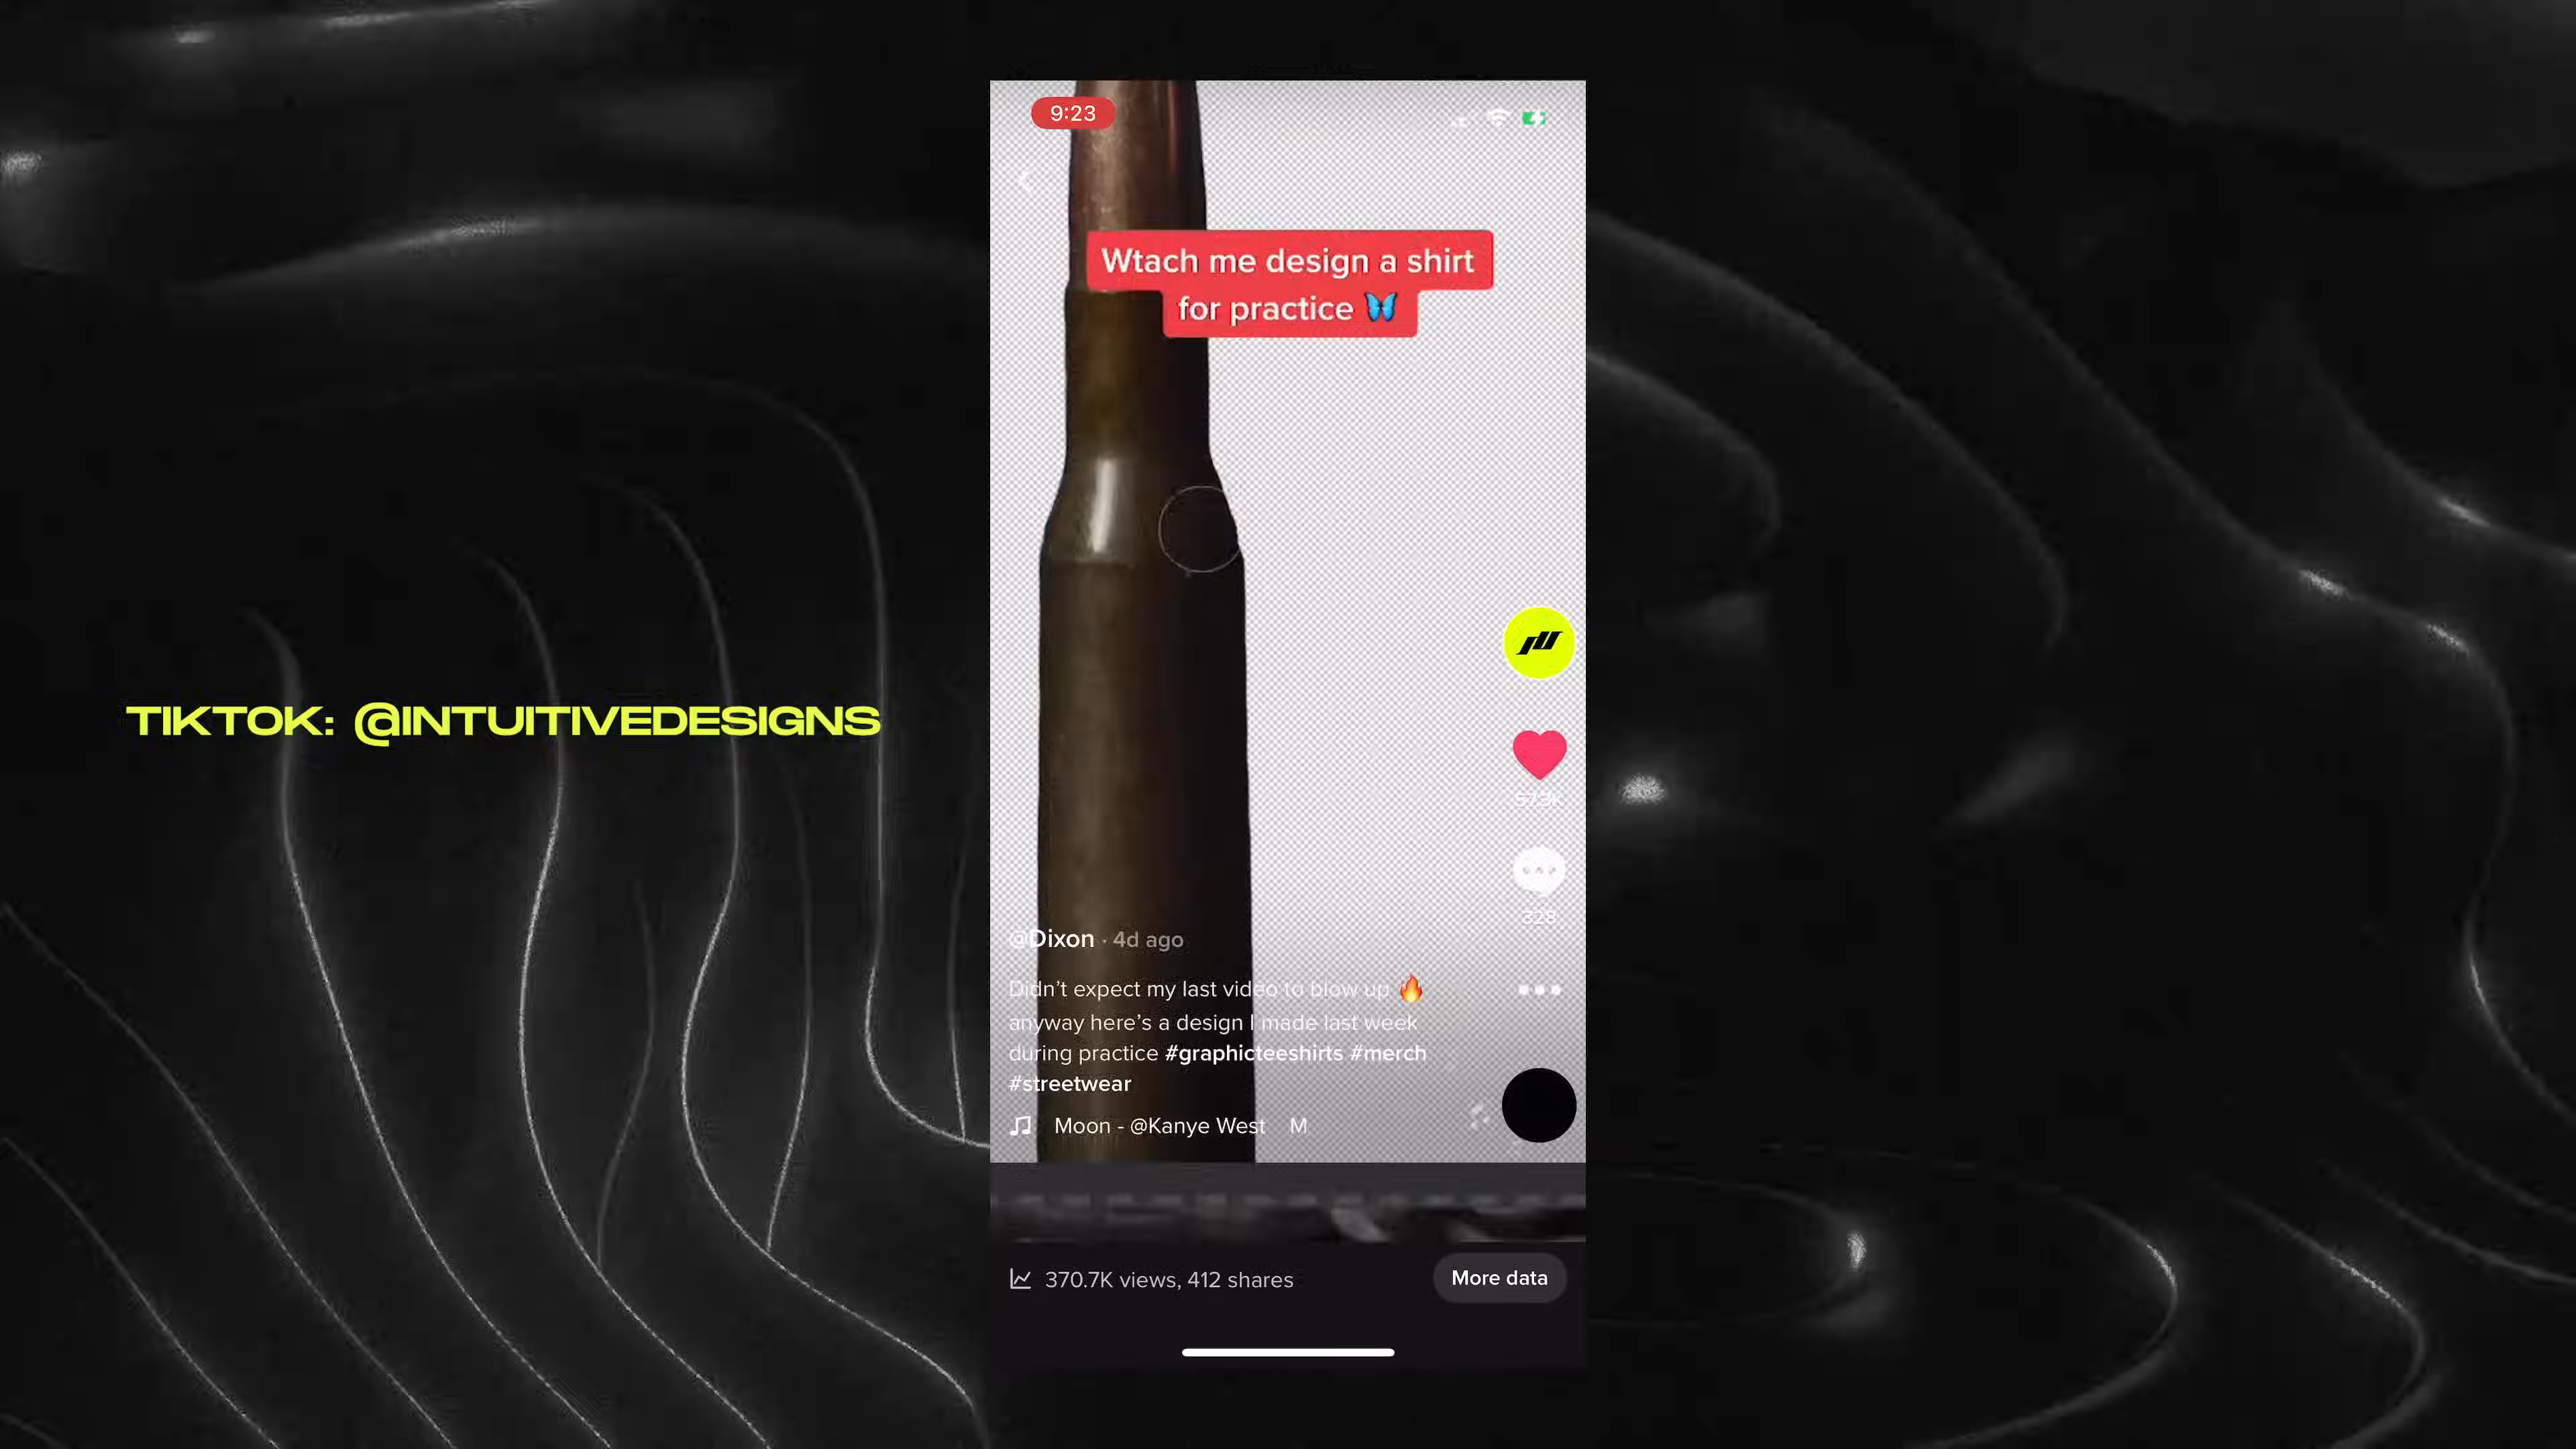 9:23
Wtach me design a shirt
for practice 🦋
TIKTOK: @INTUITIVEDESIGNS
328
@Dixon · 4d ago
Didn't expect my last video to blow up 🔥
anyway here's a design I made last week
during practice #graphicteeshirts #merch
#streetwear
Moon - @Kanye West M
370.7K views, 412 shares
More data